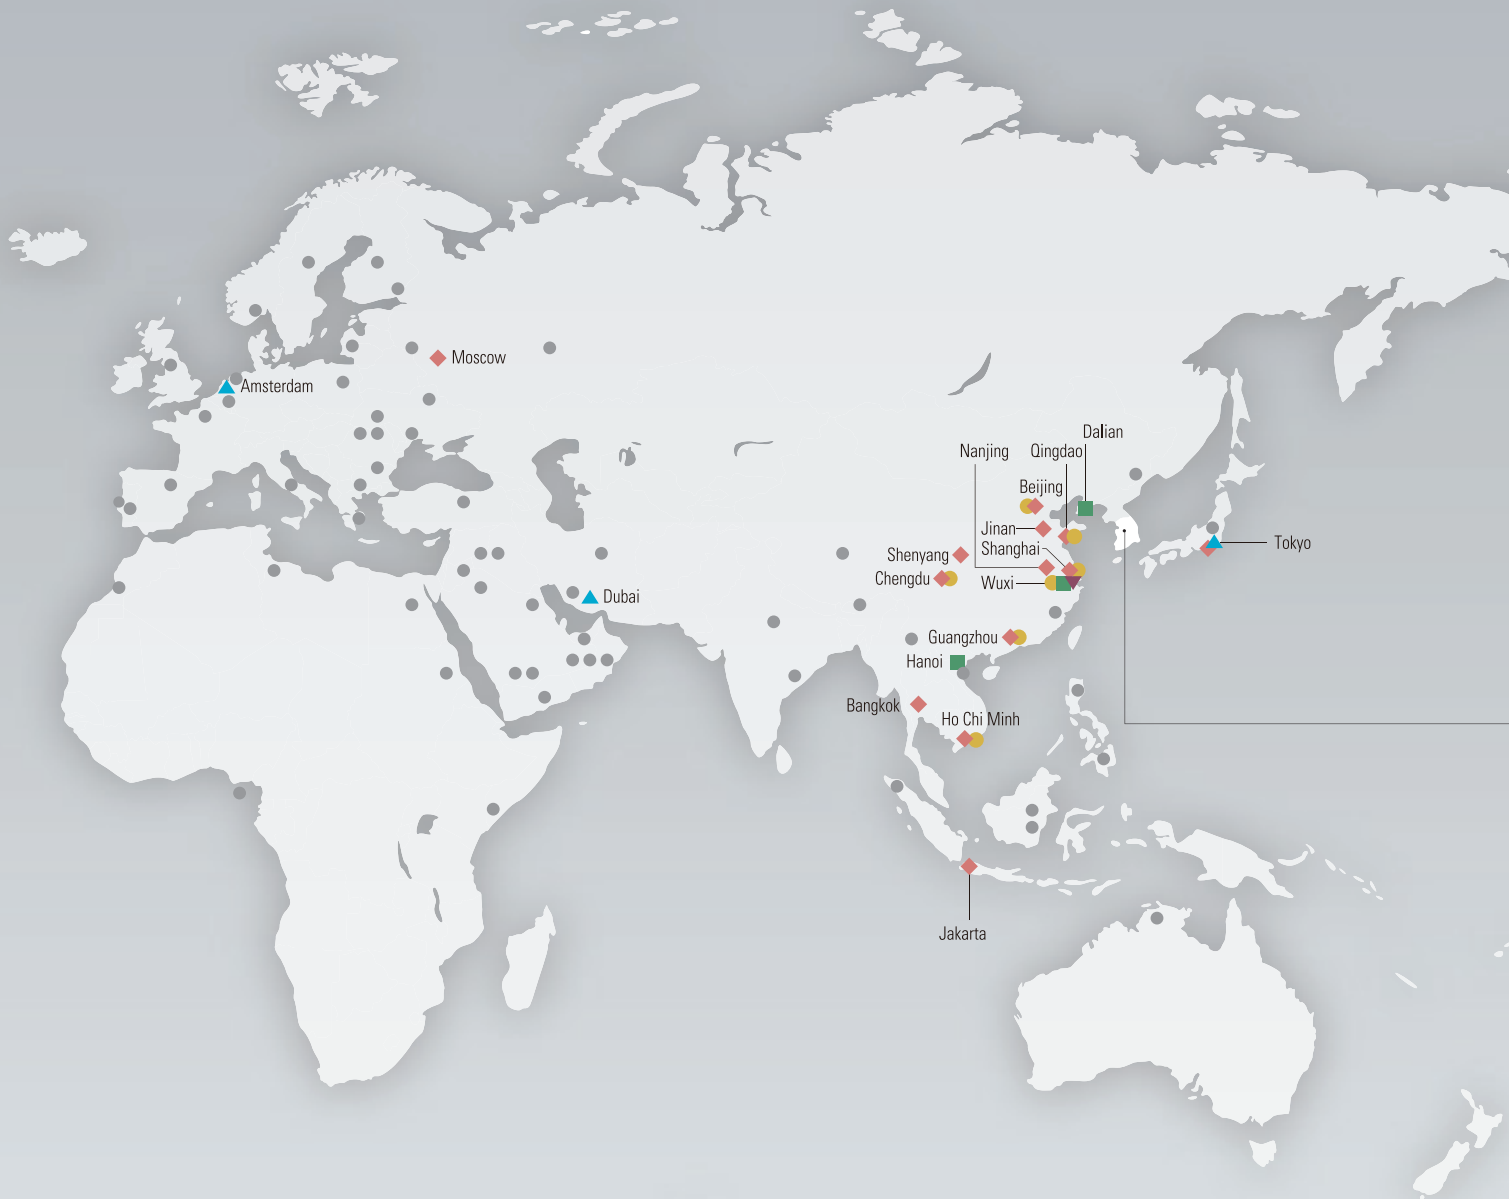 Moscow
Amsterdam
Dalian
Nanjing
Qingdao
Beijing
Jinan
Tokyo
Shanghai
Shenyang
Chengdu
Wuxi
Dubai
Guangzhou
Hanoi
Bangkok
Ho Chi Minh
Jakarta